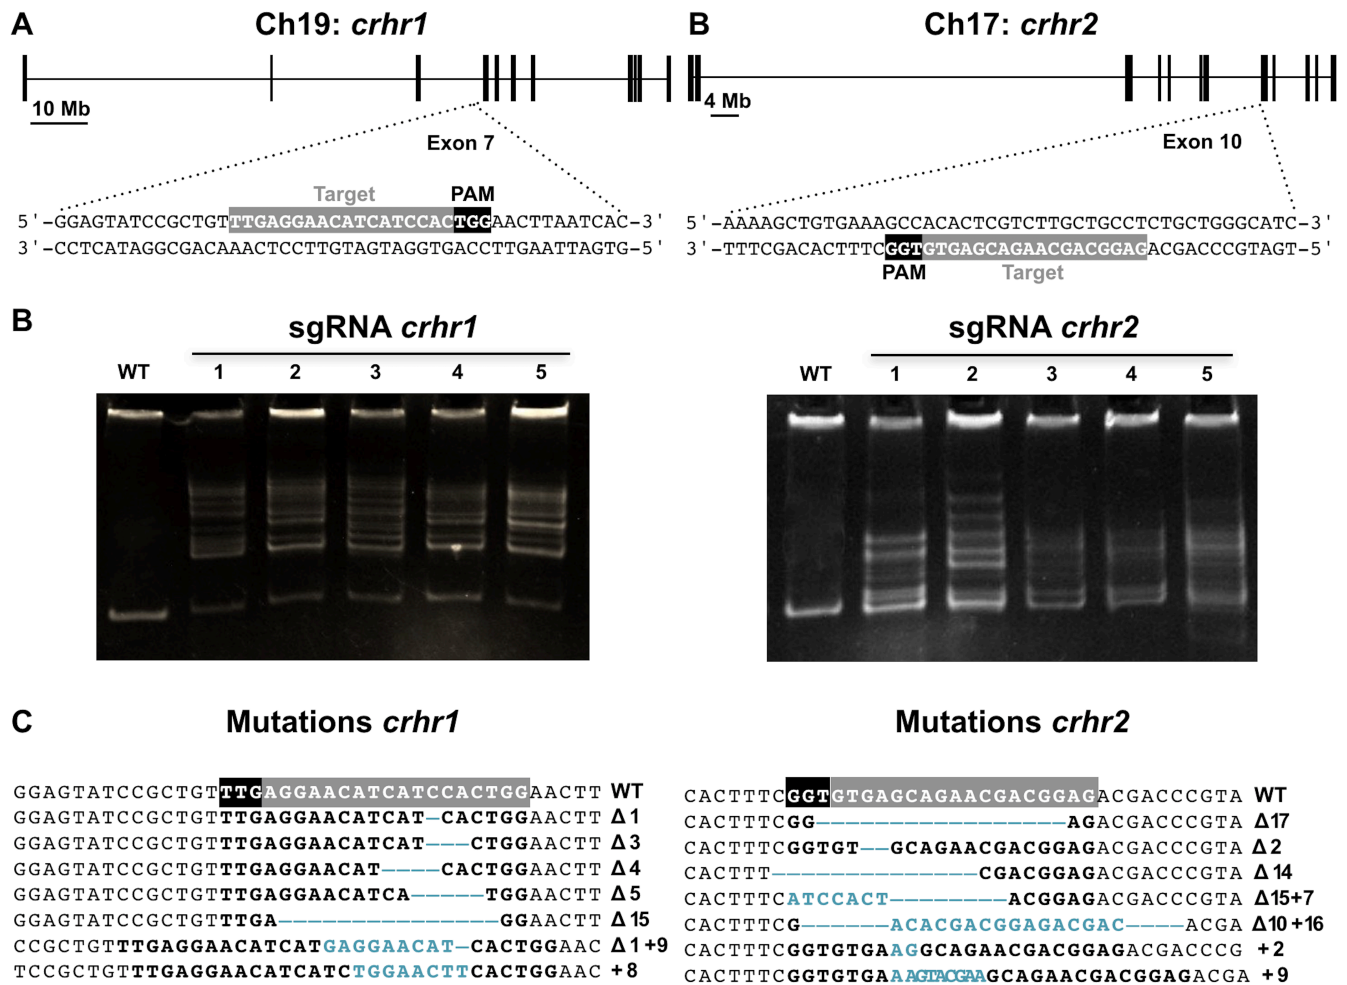 A
Ch19: crhr1
10 Mb
Exon 7
Target
PAM
5'-GGAGTATCCGCTGTTTGAGGAACATCATCCACTGGAACTTAATCAC-3'
3'-CCTCATAGGCGACAAACTCCTTGTAGTAGGTGACCTTGAATTAGTG-5'
B
Ch17: crhr2
4 Mb
Exon 10
5'-AAAAGCTGTGAAAGCCACACTCGTCTTGCTGCCTCTGCTGGGCATC-3'
3'-TTTCGACACTTTCGGTGTGAGCAGAACGACGGAGACGACCCGTAGT-5'
PAM
Target
B
sgRNA crhr1
WT 1 2 3 4 5
sgRNA crhr2
WT 1 2 3 4 5
C
Mutations crhr1
GGAGTATCCGCTGTTTGAGGAACATCATCCACTGGAACTT WT
GGAGTATCCGCTGTTTGAGGAACATCAT–CACTGGAACTT Δ1
GGAGTATCCGCTGTTTGAGGAACATCAT–––CTGGAACTT Δ3
GGAGTATCCGCTGTTTGAGGAACAT––––CACTGGAACTT Δ4
GGAGTATCCGCTGTTTGAGGAACATCA–––––TGGAACTT Δ5
GGAGTATCCGCTGTTTGA–––––––––––––––GGAACTT Δ15
CCGCTGTTTGAGGAACATCATGAGGAACAT–CACTGGAAC Δ1+9
TCCGCTGTTTGAGGAACATCATCTGGAACTTCACTGGAAC +8
Mutations crhr2
CACTTTCGGTGTGAGCAGAACGACGGAGACGACCCGTA WT
CACTTTCGG–––––––––––––––––AGACGACCCGTA Δ17
CACTTTCGGTGT––GCAGAACGACGGAGACGACCCGTA Δ2
CACTTT––––––––––––––CGACGGAGACGACCCGTA Δ14
CACTTTCATCCACT––––––––ACGGAGACGACCCGTA Δ15+7
CACTTTCG––––––ACACGACGGAGACGAC––––ACGA Δ10+16
CACTTTCGGTGTGAAGGCAGAACGACGGAGACGACCCG +2
CACTTTCGGTGTGAAAGTACGAAGCAGAACGACGGAGACGA +9